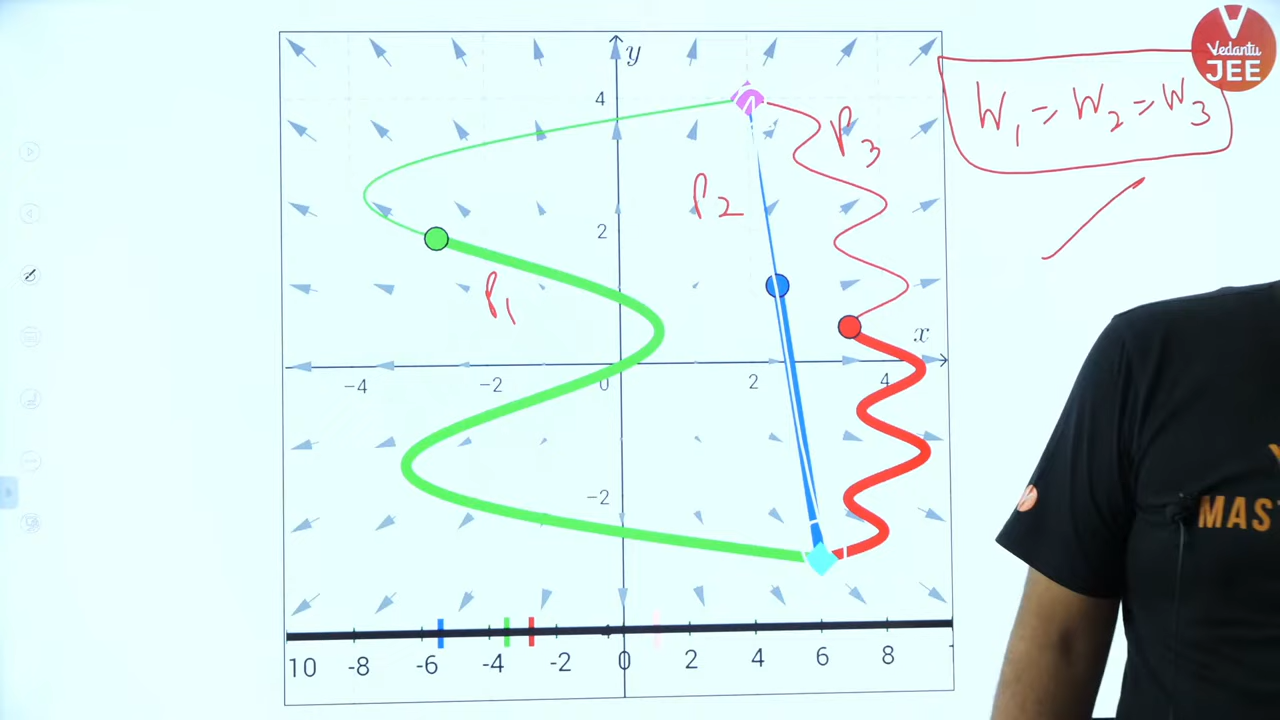 Vedantu
JEE
W₁ = W₂ = W₃
y
4
P₃
P₂
2
P₁
x
-4 -2 0 2 4
-2
MAST
10 -8 -6 -4 -2 0 2 4 6 8